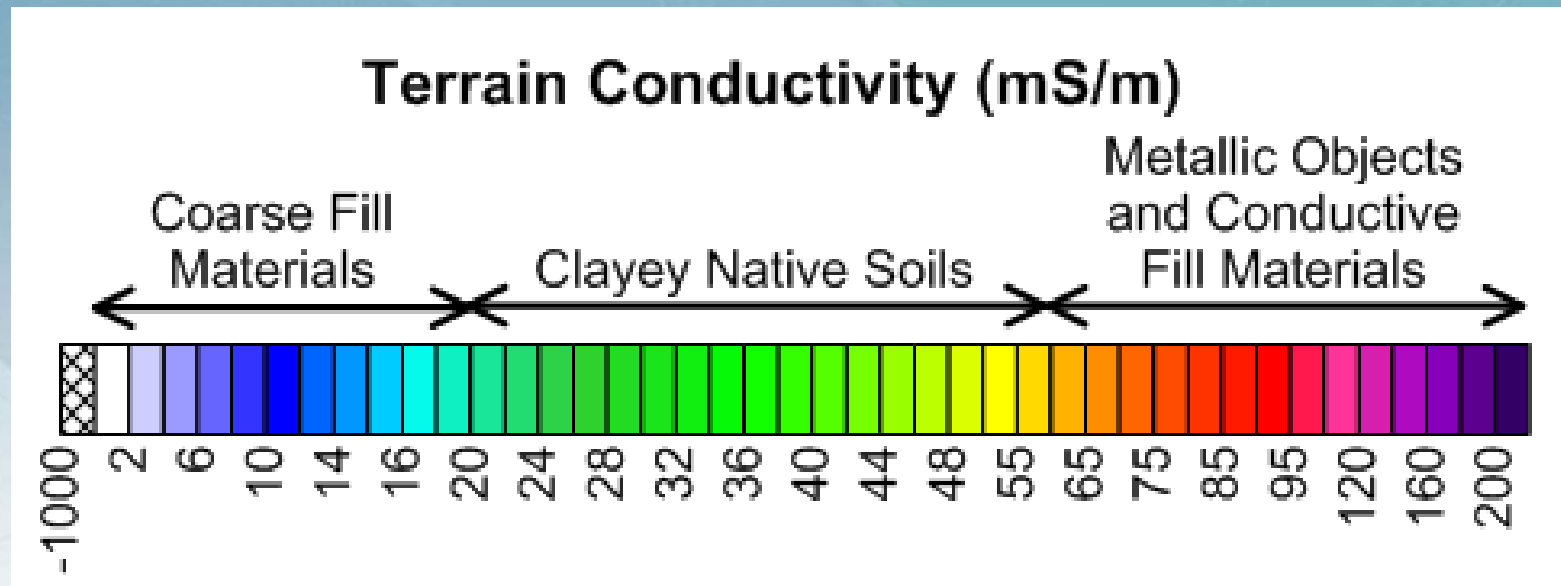 Terrain Conductivity (mS/m)
Coarse Fill
Materials
Clayey Native Soils
Metallic Objects
and Conductive
Fill Materials
-1000 2 6 10 14 16 20 24 28 32 36 40 44 48 55 65 75 85 95 120 160 200